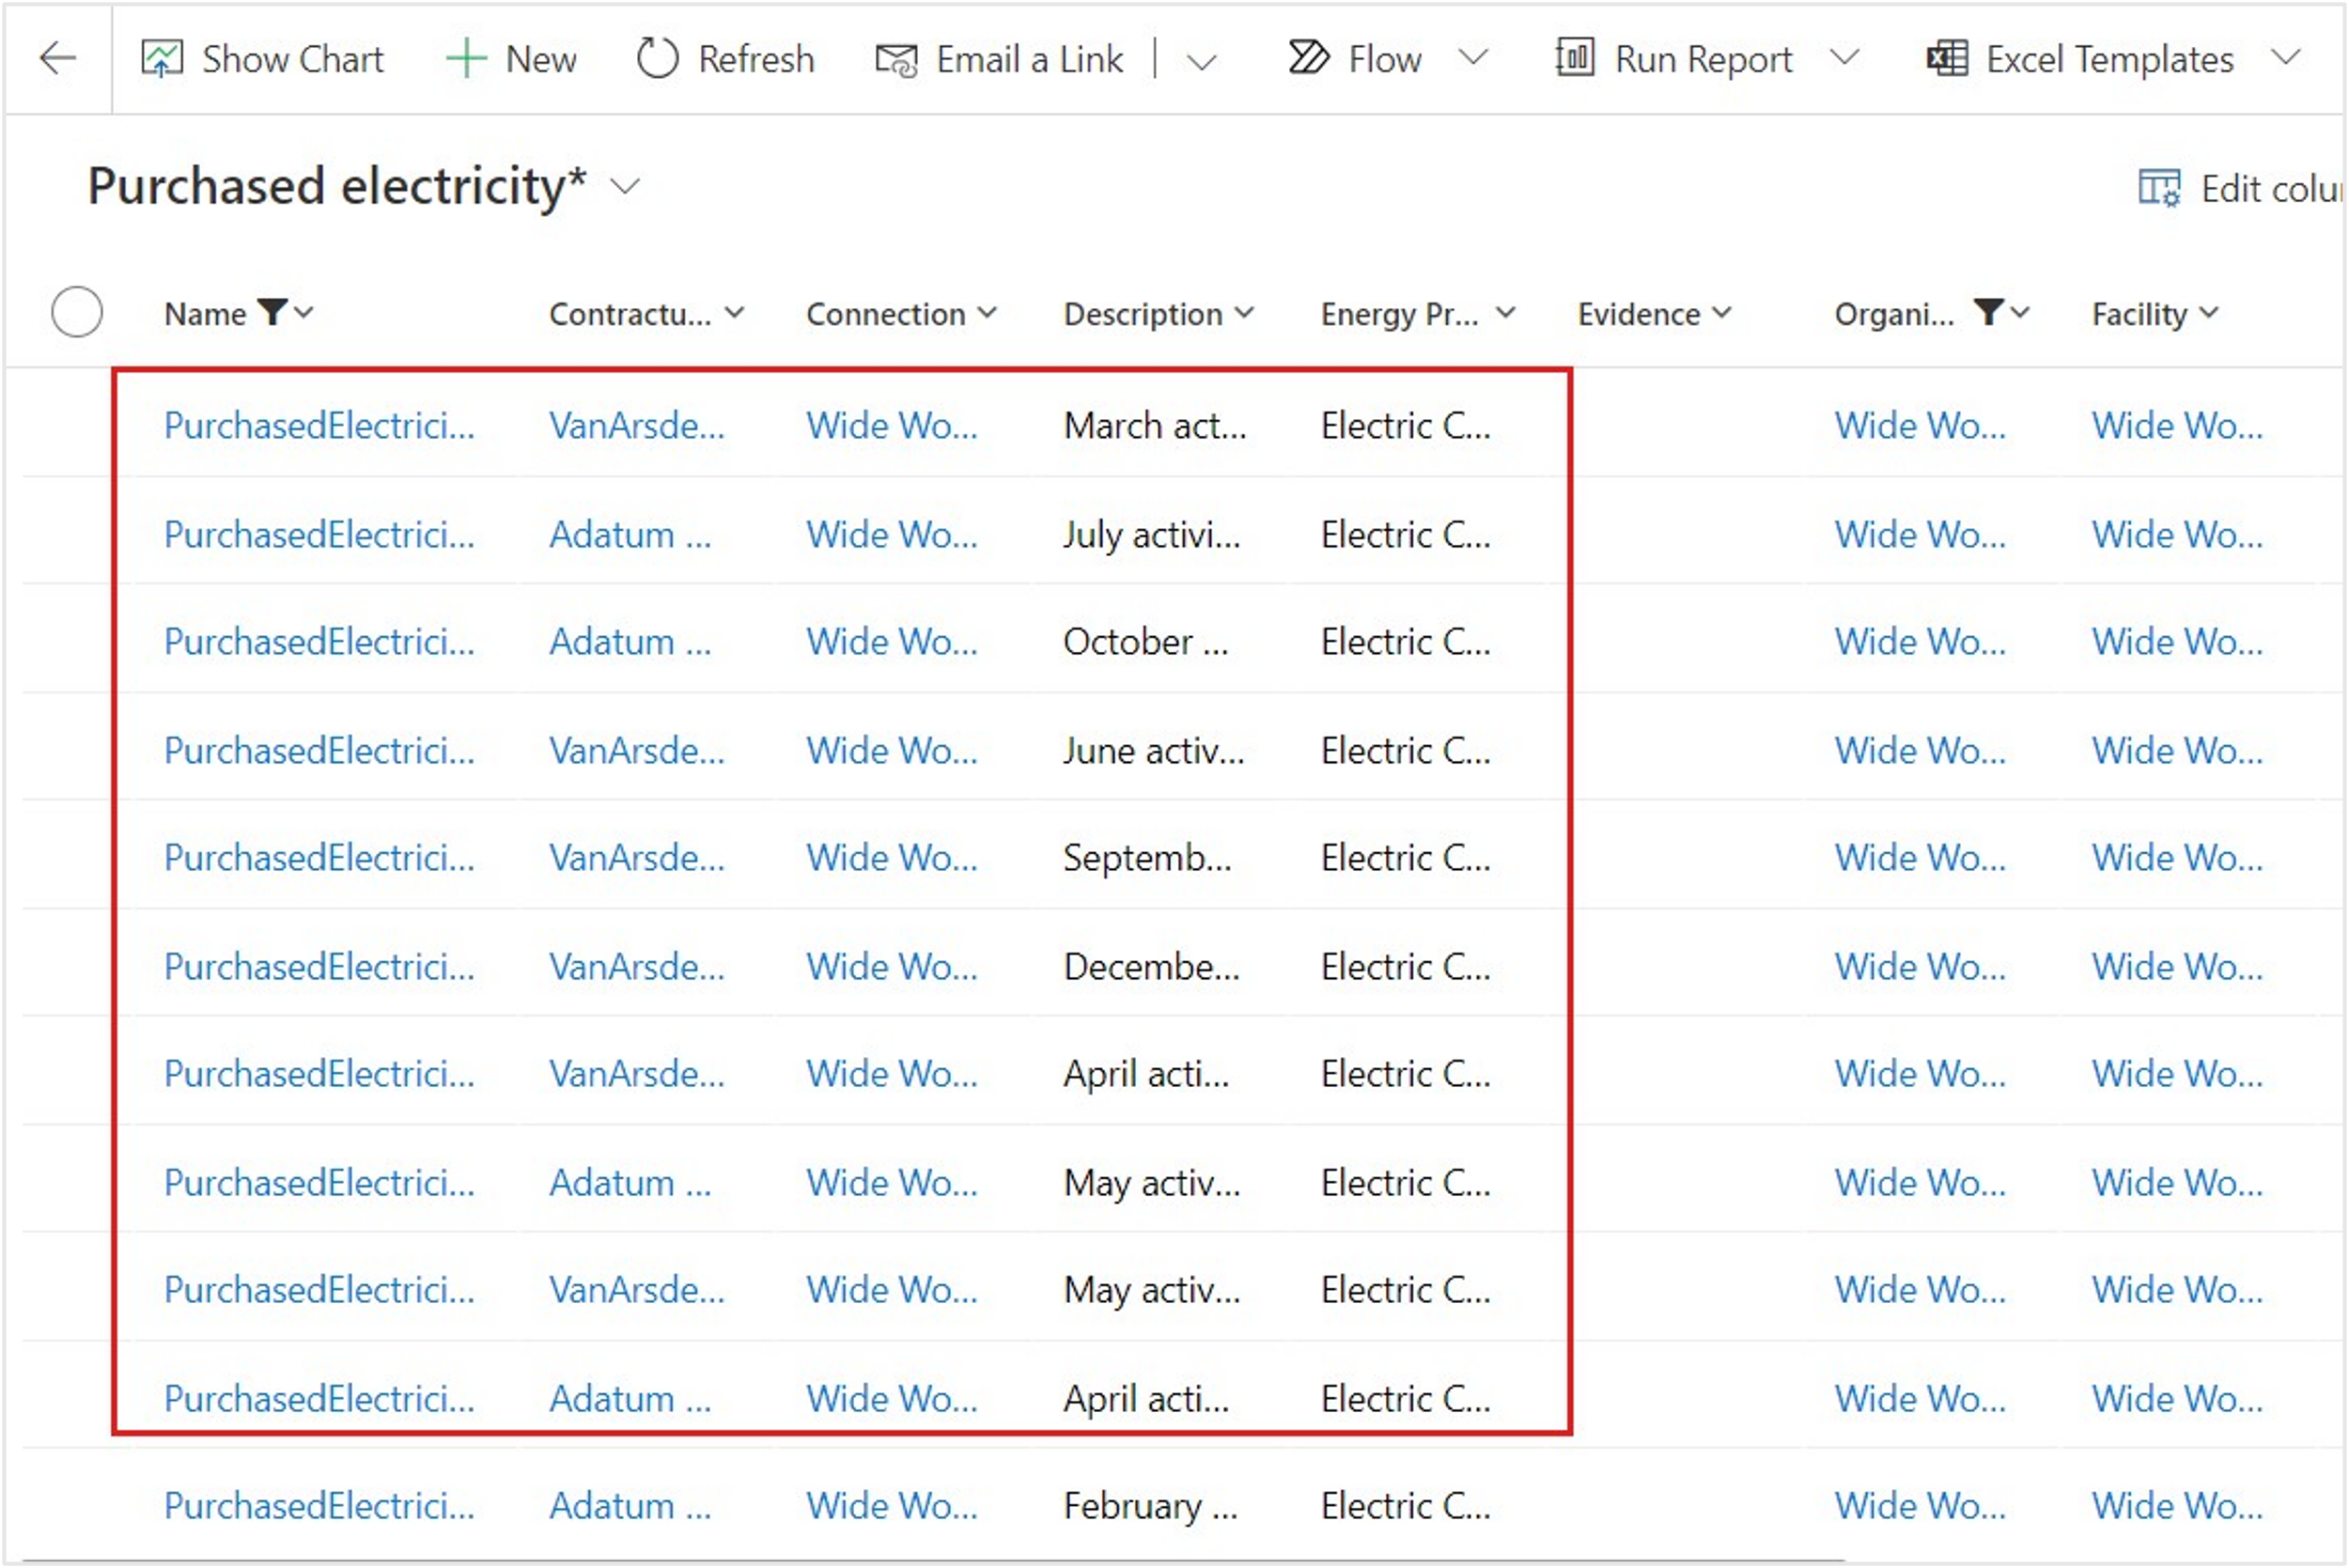 Show Chart New Refresh Email a Link Flow Run Report Excel Templates
Purchased electricity* Edit colu
Name Contractu... Connection Description Energy Pr... Evidence Organi... Facility
PurchasedElectrici... VanArsde... Wide Wo... March act... Electric C... Wide Wo... Wide Wo...
PurchasedElectrici... Adatum ... Wide Wo... July activi... Electric C... Wide Wo... Wide Wo...
PurchasedElectrici... Adatum ... Wide Wo... October ... Electric C... Wide Wo... Wide Wo...
PurchasedElectrici... VanArsde... Wide Wo... June activ... Electric C... Wide Wo... Wide Wo...
PurchasedElectrici... VanArsde... Wide Wo... Septemb... Electric C... Wide Wo... Wide Wo...
PurchasedElectrici... VanArsde... Wide Wo... Decembe... Electric C... Wide Wo... Wide Wo...
PurchasedElectrici... VanArsde... Wide Wo... April acti... Electric C... Wide Wo... Wide Wo...
PurchasedElectrici... Adatum ... Wide Wo... May activ... Electric C... Wide Wo... Wide Wo...
PurchasedElectrici... VanArsde... Wide Wo... May activ... Electric C... Wide Wo... Wide Wo...
PurchasedElectrici... Adatum ... Wide Wo... April acti... Electric C... Wide Wo... Wide Wo...
PurchasedElectrici... Adatum ... Wide Wo... February ... Electric C... Wide Wo... Wide Wo...